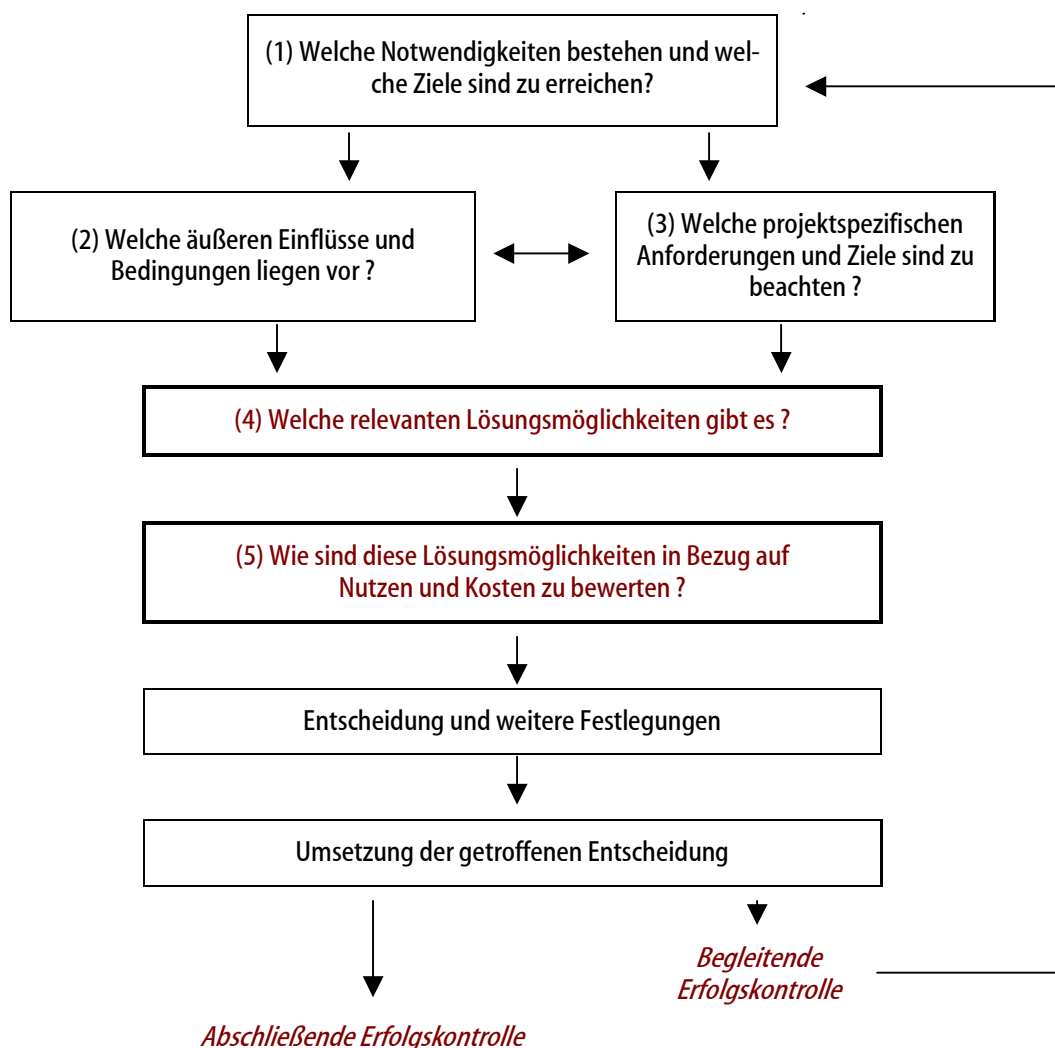 (1) Welche Notwendigkeiten bestehen und wel-
che Ziele sind zu erreichen?
(2) Welche äußeren Einflüsse und
Bedingungen liegen vor ?
(3) Welche projektspezifischen
Anforderungen und Ziele sind zu
beachten ?
(4) Welche relevanten Lösungsmöglichkeiten gibt es ?
(5) Wie sind diese Lösungsmöglichkeiten in Bezug auf
Nutzen und Kosten zu bewerten ?
Entscheidung und weitere Festlegungen
Umsetzung der getroffenen Entscheidung
Begleitende
Erfolgskontrolle
Abschließende Erfolgskontrolle